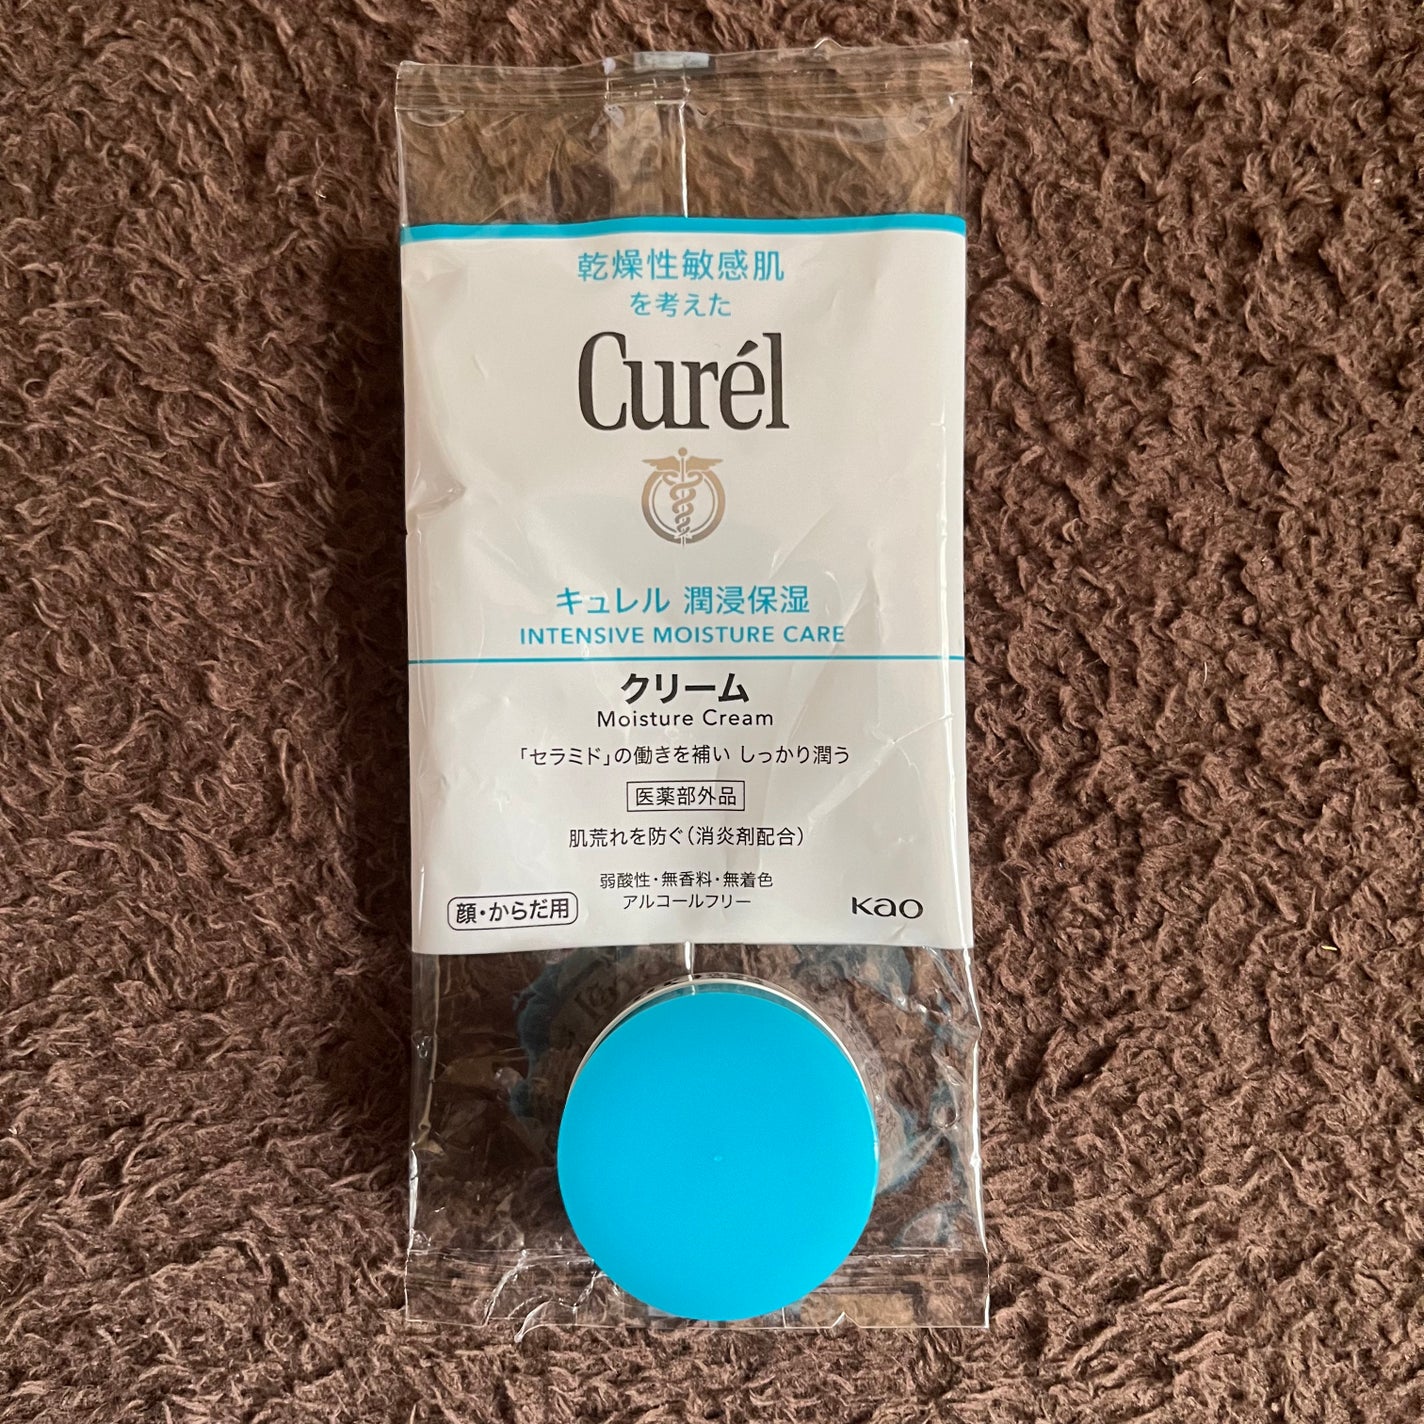 乾燥性敏感肌
を考えた
Curél
キュレル 潤浸保湿
INTENSIVE MOISTURE CARE
クリーム
Moisture Cream
「セラミド」の働きを補い しっかり潤う
医薬部外品
肌荒れを防ぐ(消炎剤配合)
弱酸性・無香料・無着色
アルコールフリー
顔・からだ用
Kao